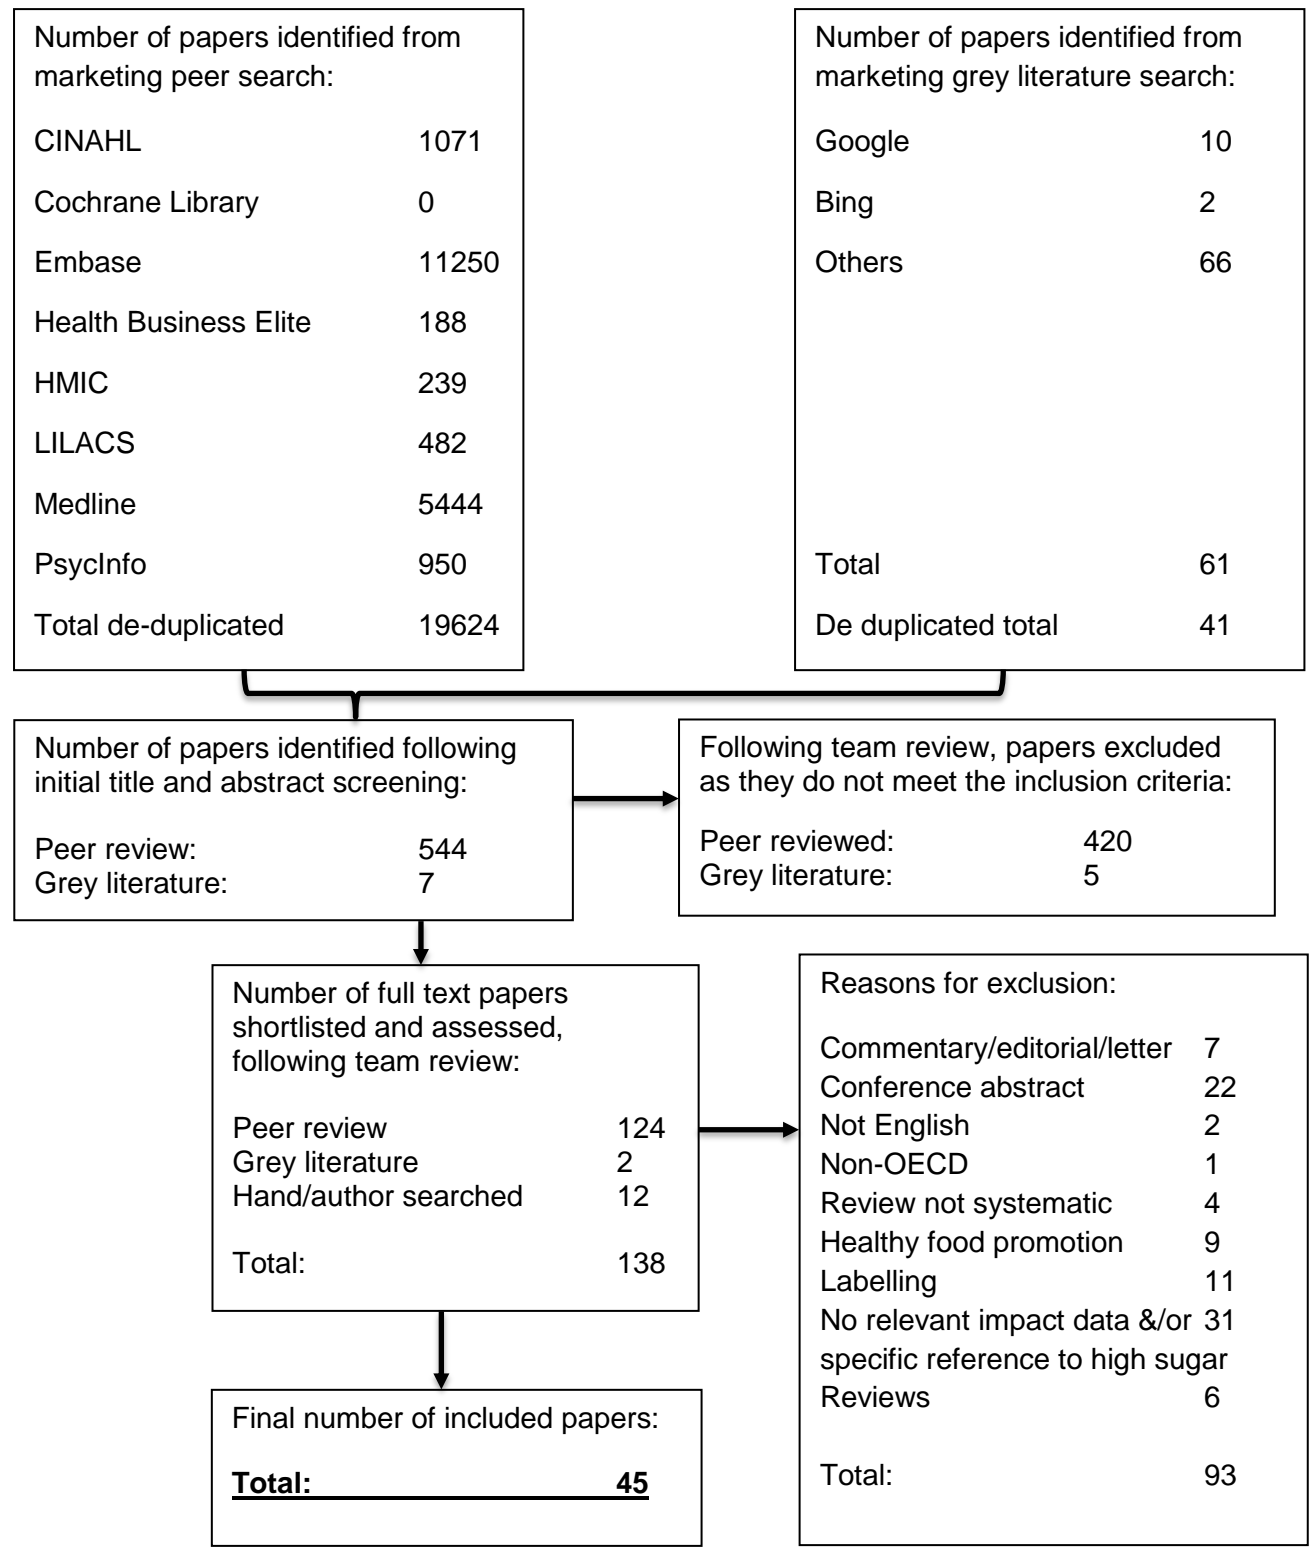 Number of papers identified from
marketing peer search:
CINAHL 1071
Cochrane Library 0
Embase 11250
Health Business Elite 188
HMIC 239
LILACS 482
Medline 5444
PsycInfo 950
Total de-duplicated 19624
Number of papers identified from
marketing grey literature search:
Google 10
Bing 2
Others 66
Total 61
De duplicated total 41
Number of papers identified following
initial title and abstract screening:
Peer review: 544
Grey literature: 7
Following team review, papers excluded
as they do not meet the inclusion criteria:
Peer reviewed: 420
Grey literature: 5
Number of full text papers
shortlisted and assessed,
following team review:
Peer review 124
Grey literature 2
Hand/author searched 12
Total: 138
Reasons for exclusion:
Commentary/editorial/letter 7
Conference abstract 22
Not English 2
Non-OECD 1
Review not systematic 4
Healthy food promotion 9
Labelling 11
No relevant impact data &/or 31
specific reference to high sugar
Reviews 6
Total: 93
Final number of included papers:
Total: 45